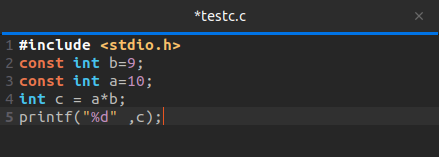 *testc.c
×
1 #include <stdio.h>
2 const int b=9;
3 const int a=10;
4 int c = a*b;
5 printf("%d" ,c);